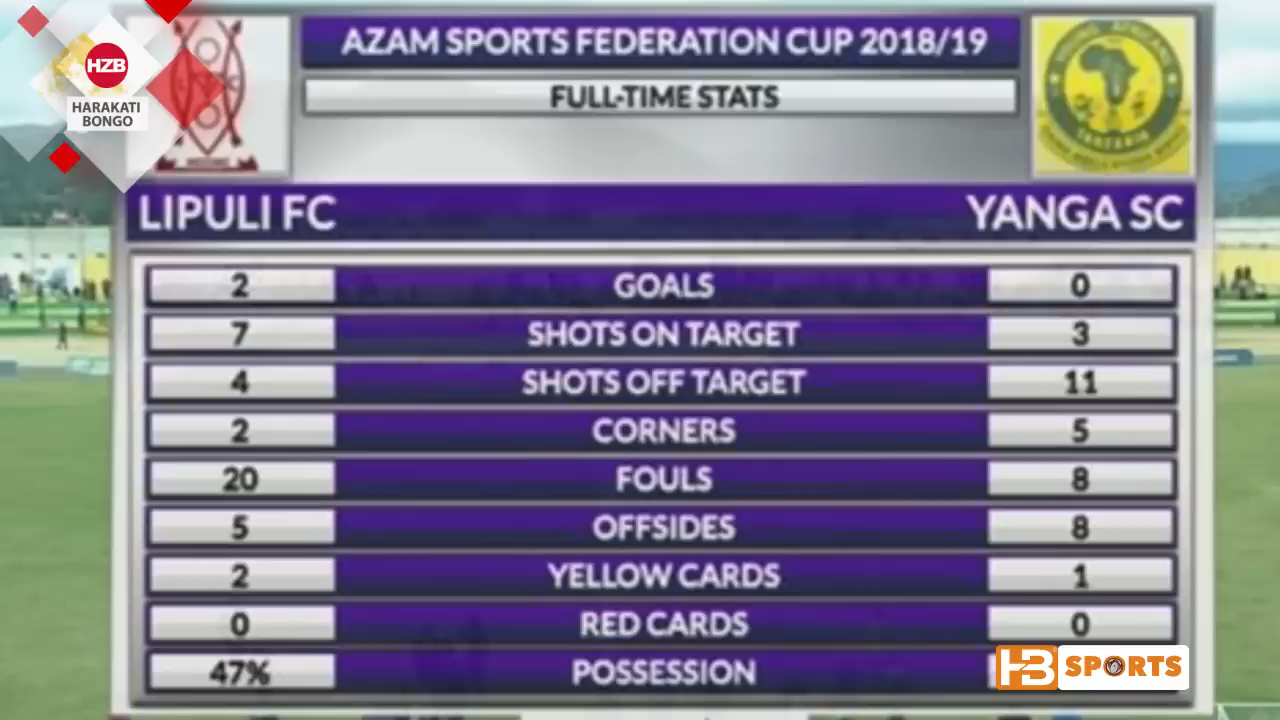 HZB
HARAKATI
BONGO
AZAM SPORTS FEDERATION CUP 2018/19
FULL-TIME STATS
TANZANIA
LIPULI FC YANGA SC
2 GOALS 0
7 SHOTS ON TARGET 3
4 SHOTS OFF TARGET 11
2 CORNERS 5
20 FOULS 8
5 OFFSIDES 8
2 YELLOW CARDS 1
0 RED CARDS 0
47% POSSESSION
HB SPORTS